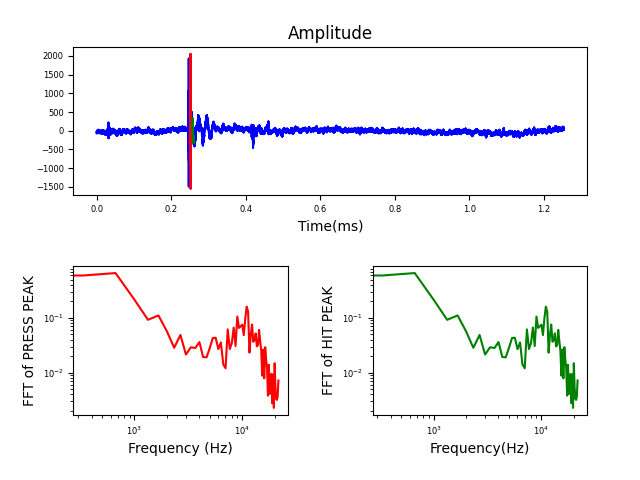 Amplitude
2000
1500
1000
500
0
−500
−1000
−1500
0.0 0.2 0.4 0.6 0.8 1.0 1.2
Time(ms)
FFT of PRESS PEAK
10⁻¹
10⁻²
10³ 10⁴
Frequency (Hz)
FFT of HIT PEAK
10⁻¹
10⁻²
10³ 10⁴
Frequency(Hz)